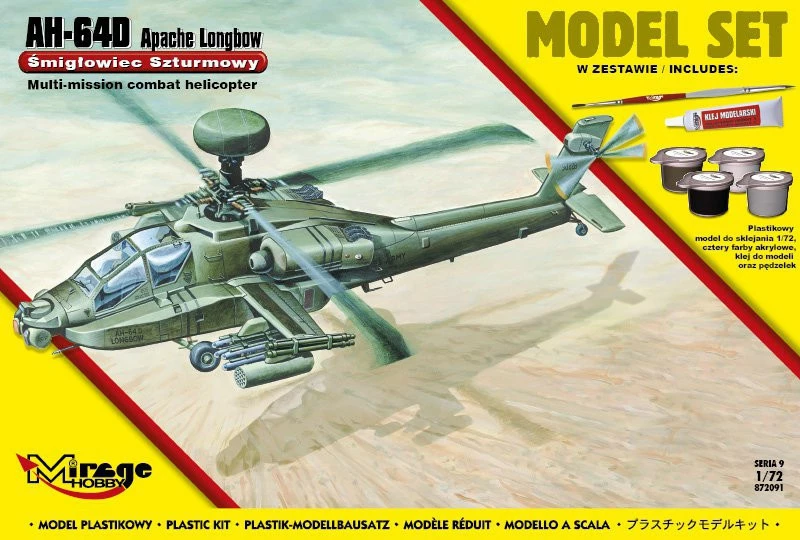 AH-64D Apache Longbow
Śmigłowiec Szturmowy
Multi-mission combat helicopter
MODEL SET
W ZESTAWIE / INCLUDES:
Mirage
KLEJ MODELARSKI
Plastikowy
model do sklejania 1/72,
cztery farby akrylowe,
klej do modeli
oraz pędzelek
ARMY
AH-64D
LONGBOW
Mirage
HOBBY
SERIA 9
1/72
872091
• MODEL PLASTIKOWY • PLASTIC KIT • PLASTIK-MODELLBAUSATZ • MODÈLE RÉDUIT • MODELLO A SCALA • プラスチックモデルキット •